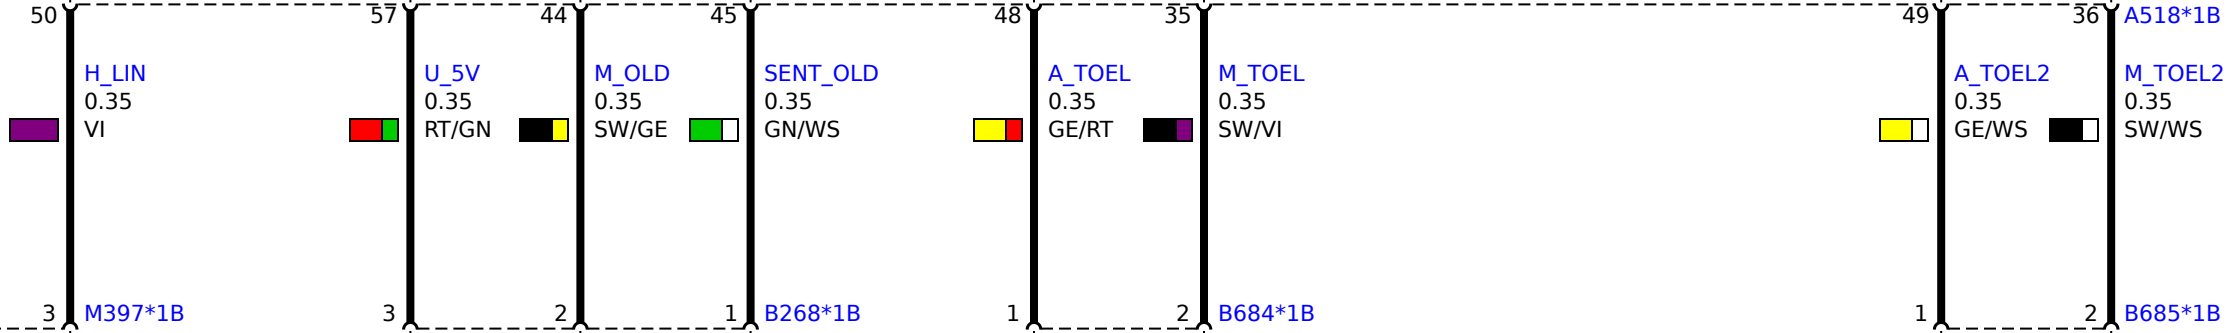 50 57 44 45 48 35 49 36 A518*1B
H_LIN U_5V M_OLD SENT_OLD A_TOEL M_TOEL A_TOEL2 M_TOEL2
0.35 0.35 0.35 0.35 0.35 0.35 0.35 0.35
VI RT/GN SW/GE GN/WS GE/RT SW/VI GE/WS SW/WS
3 M397*1B 3 2 1 B268*1B 1 2 B684*1B 1 2 B685*1B